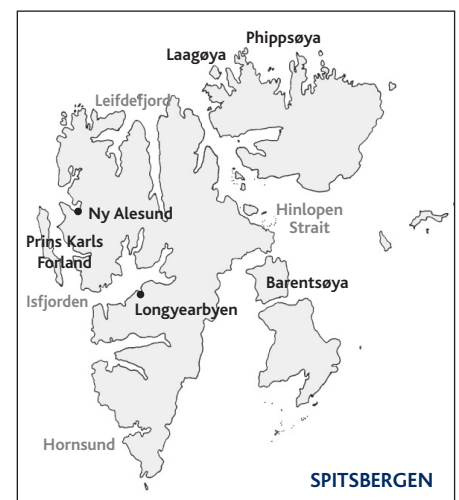 Phippsøya
Laagøya
Leifdefjord
Ny Alesund
Hinlopen
Strait
Prins Karls
Forland
Barentsøya
Isfjorden
Longyearbyen
Hornsund
SPITSBERGEN